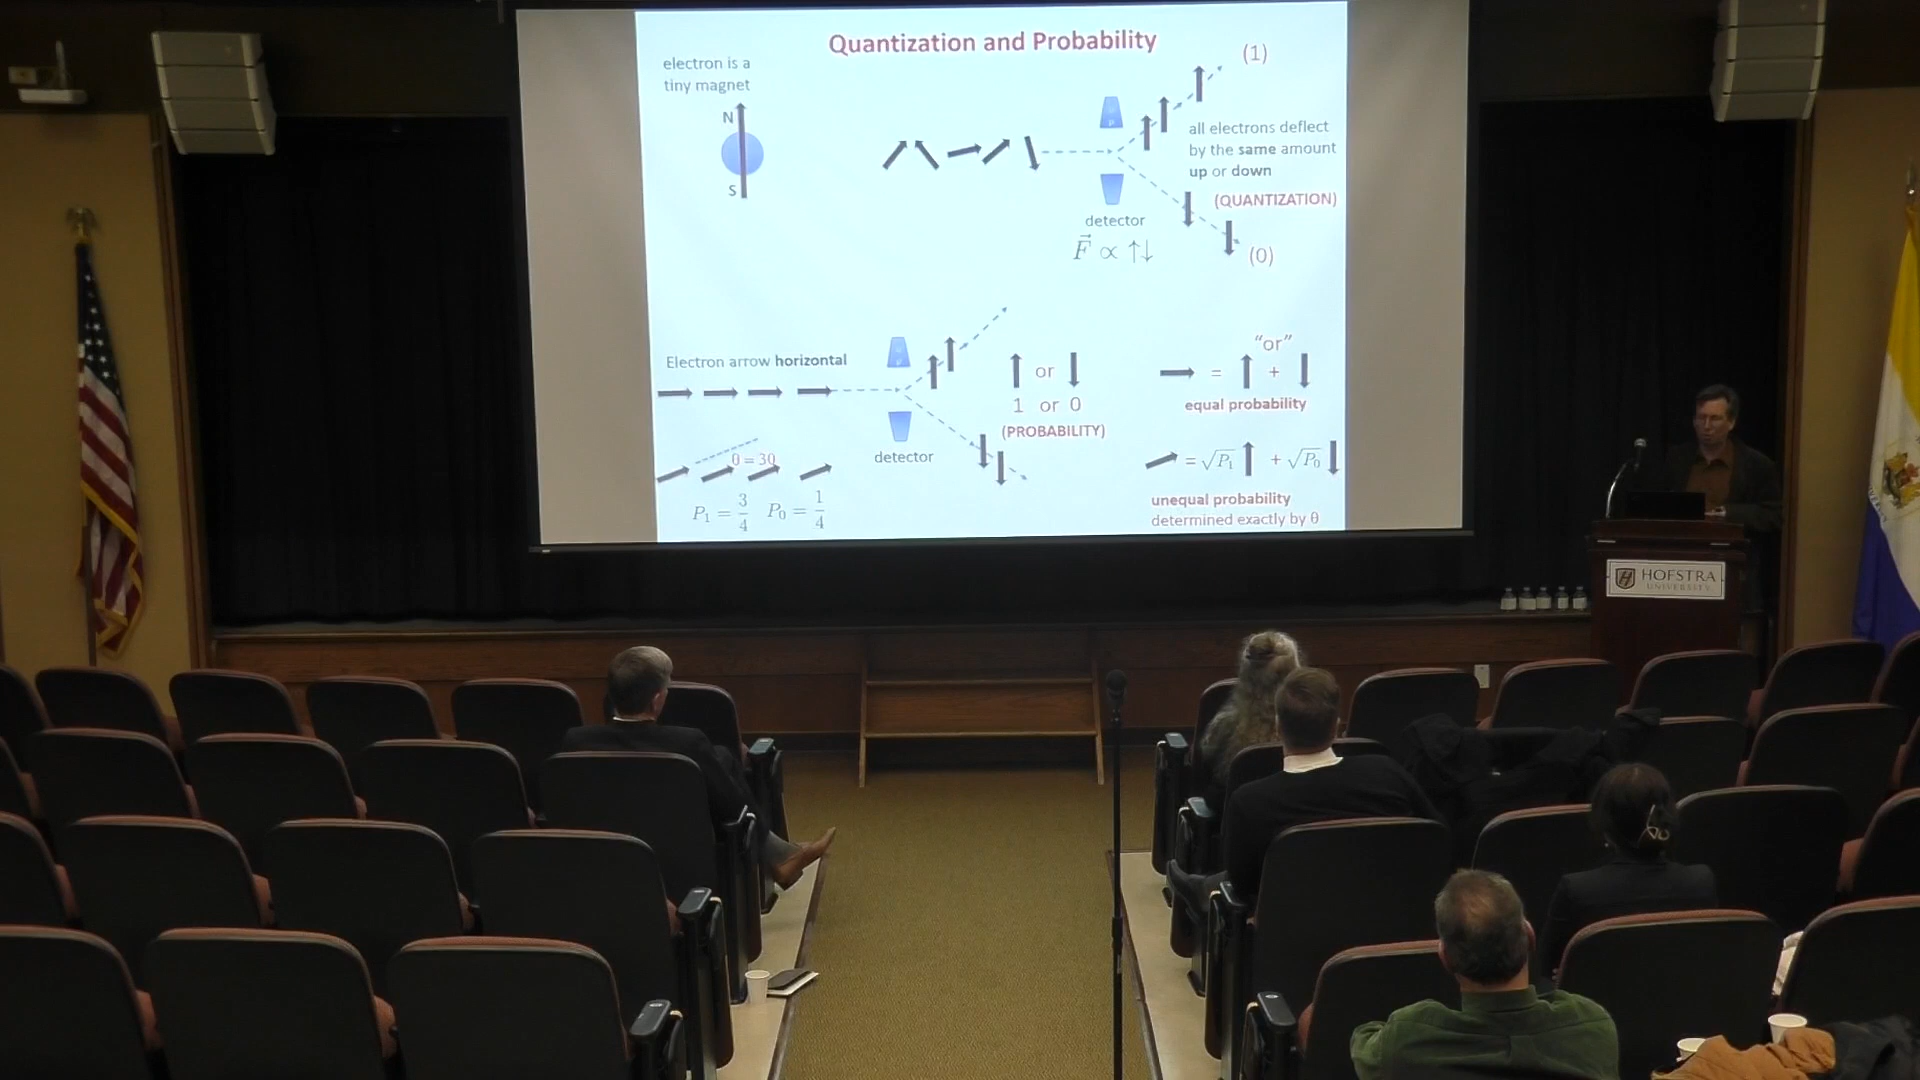 Quantization and Probability
electron is a
tiny magnet
N
S
(1)
all electrons deflect
by the same amount
up or down
(QUANTIZATION)
(0)
detector
F⃗ ∝ ↑↓
Electron arrow horizontal
detector
or
1 or 0
(PROBABILITY)
"or"
= +
equal probability
θ = 30
P₁ = 3/4 P₀ = 1/4
= √P₁ + √P₀
unequal probability
determined exactly by θ
HOFSTRA
UNIVERSITY